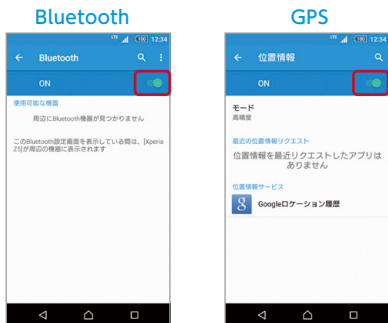 Bluetooth
LTE 100 12:34
Bluetooth
ON
使用可能な機器
周辺にBluetooth機器が見つかりません
このBluetooth設定画面を表示している間は、[Xperia
Z5]が周辺の機器に表示されます
GPS
LTE 100 12:34
位置情報
ON
モード
高精度
最近の位置情報リクエスト
位置情報を最近リクエストしたアプリは
ありません
位置情報サービス
8 Googleロケーション履歴